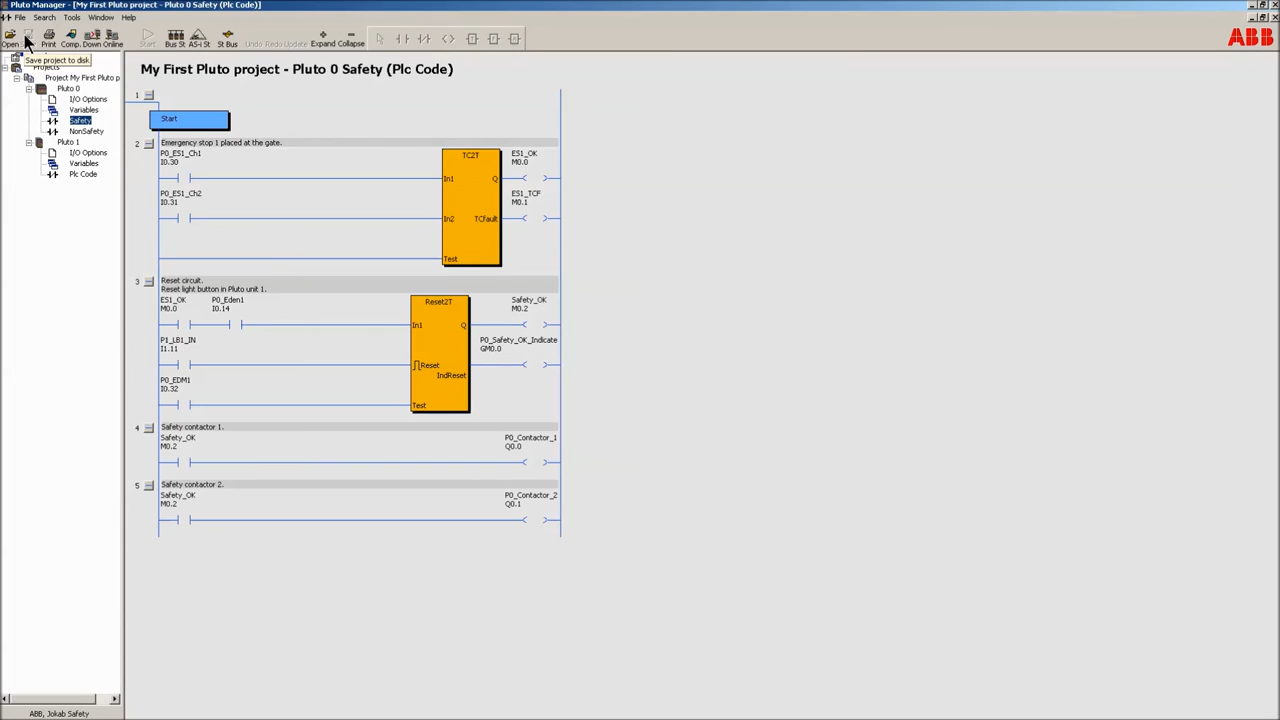 Pluto Manager - [My First Pluto project - Pluto 0 Safety (Plc Code)]
File Search Tools Window Help
Open Print Comp. Down Online Start Bus St AS-i St St Bus Undo Redo Update Expand Collapse
ABB
Save project to disk
Projects
Project My First Pluto p
Pluto 0
I/O Options
Variables
Safety
NonSafety
Pluto 1
I/O Options
Variables
Plc Code
ABB, Jokab Safety
My First Pluto project - Pluto 0 Safety (Plc Code)
1
Start
2 Emergency stop 1 placed at the gate.
P0_ES1_Ch1 TC2T ES1_OK
I0.30 M0.0
In1 Q
P0_ES1_Ch2 ES1_TCF
I0.31 M0.1
In2 TCfault
Test
3 Reset circuit.
Reset light button in Pluto unit 1.
ES1_OK P0_Eden1 Reset2T Safety_OK
M0.0 I0.14 M0.2
In1 Q
P1_LB1_IN P0_Safety_OK_Indicate
I1.11 GM0.0
Reset
IndReset
P0_EDM1
I0.32
Test
4 Safety contactor 1.
Safety_OK P0_Contactor_1
M0.2 Q0.0
5 Safety contactor 2.
Safety_OK P0_Contactor_2
M0.2 Q0.1